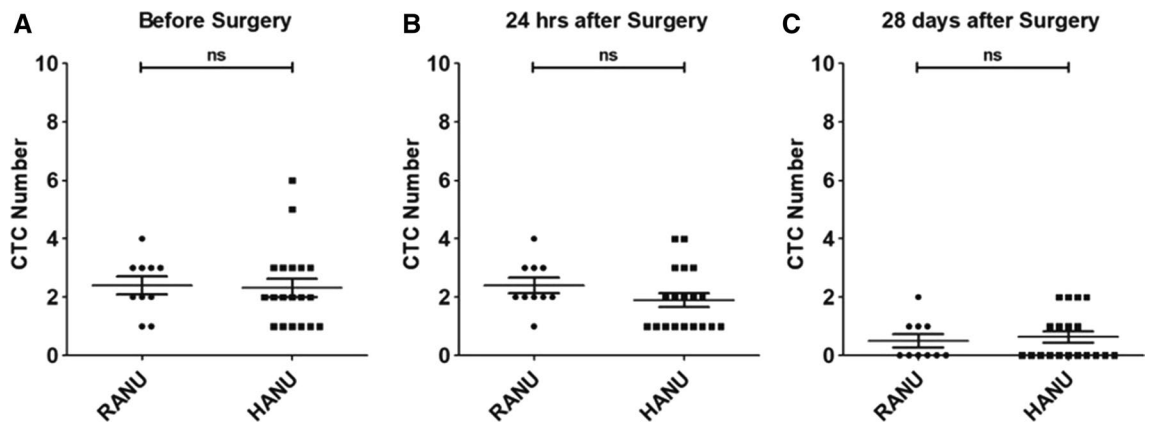 A
Before Surgery
ns
CTC Number
10
8
6
4
2
0
RANU
HANU
B
24 hrs after Surgery
ns
CTC Number
10
8
6
4
2
0
RANU
HANU
C
28 days after Surgery
ns
CTC Number
10
8
6
4
2
0
RANU
HANU